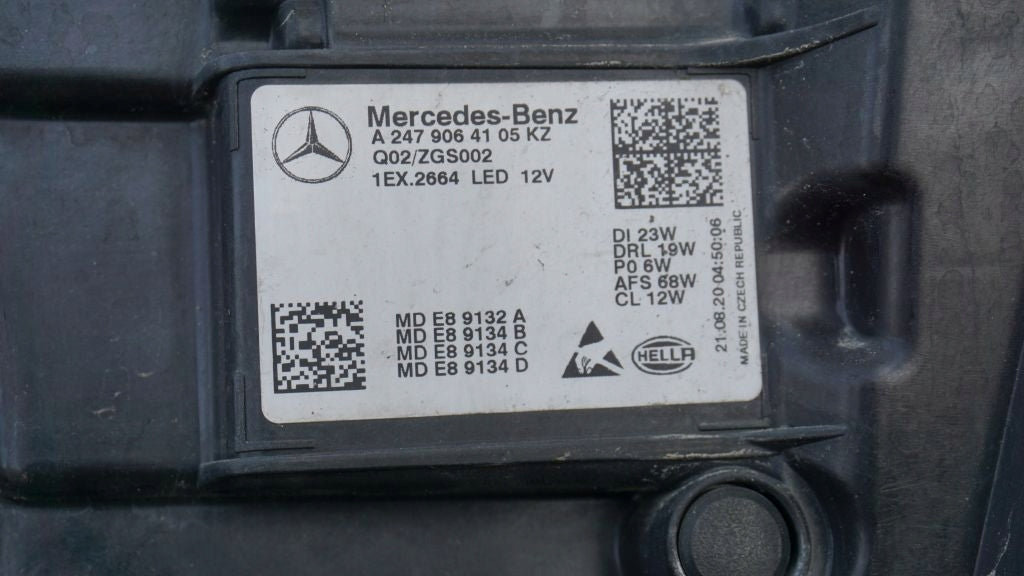 Mercedes-Benz
A 247 906 41 05 KZ
Q02/ZGS002
1EX.2664 LED 12V
DI 23W
DRL 19W
P0 6W
AFS 68W
CL 12W
21.08.20 04:50:06
MADE IN CZECH REPUBLIC
MD E8 9132 A
MD E8 9134 B
MD E8 9134 C
MD E8 9134 D
HELLA